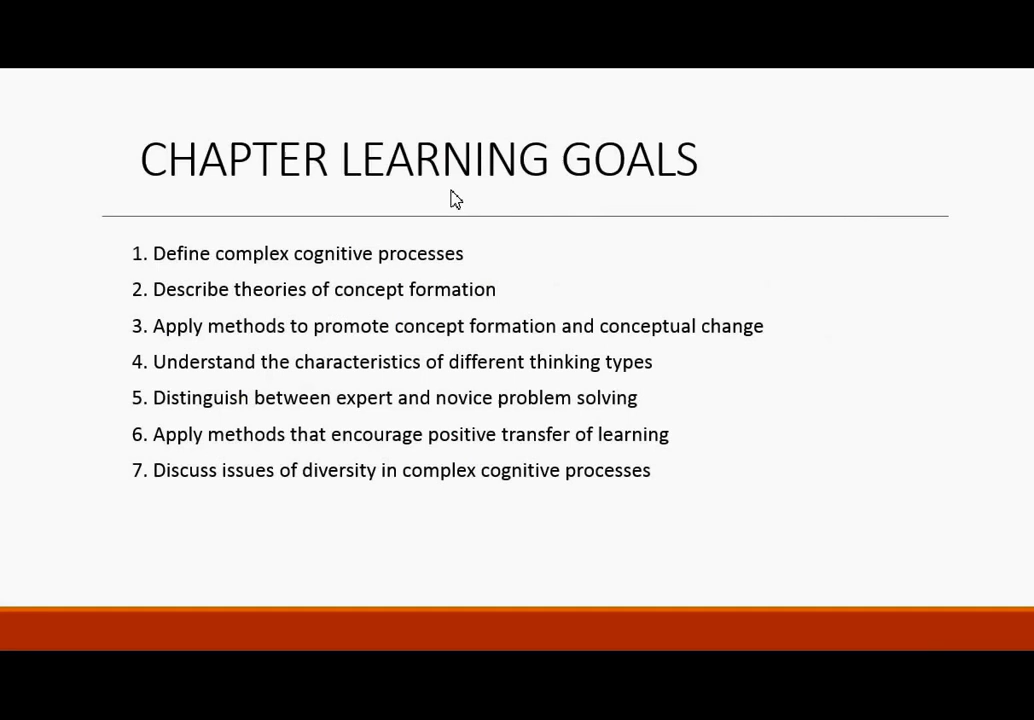 CHAPTER LEARNING GOALS
1. Define complex cognitive processes
2. Describe theories of concept formation
3. Apply methods to promote concept formation and conceptual change
4. Understand the characteristics of different thinking types
5. Distinguish between expert and novice problem solving
6. Apply methods that encourage positive transfer of learning
7. Discuss issues of diversity in complex cognitive processes